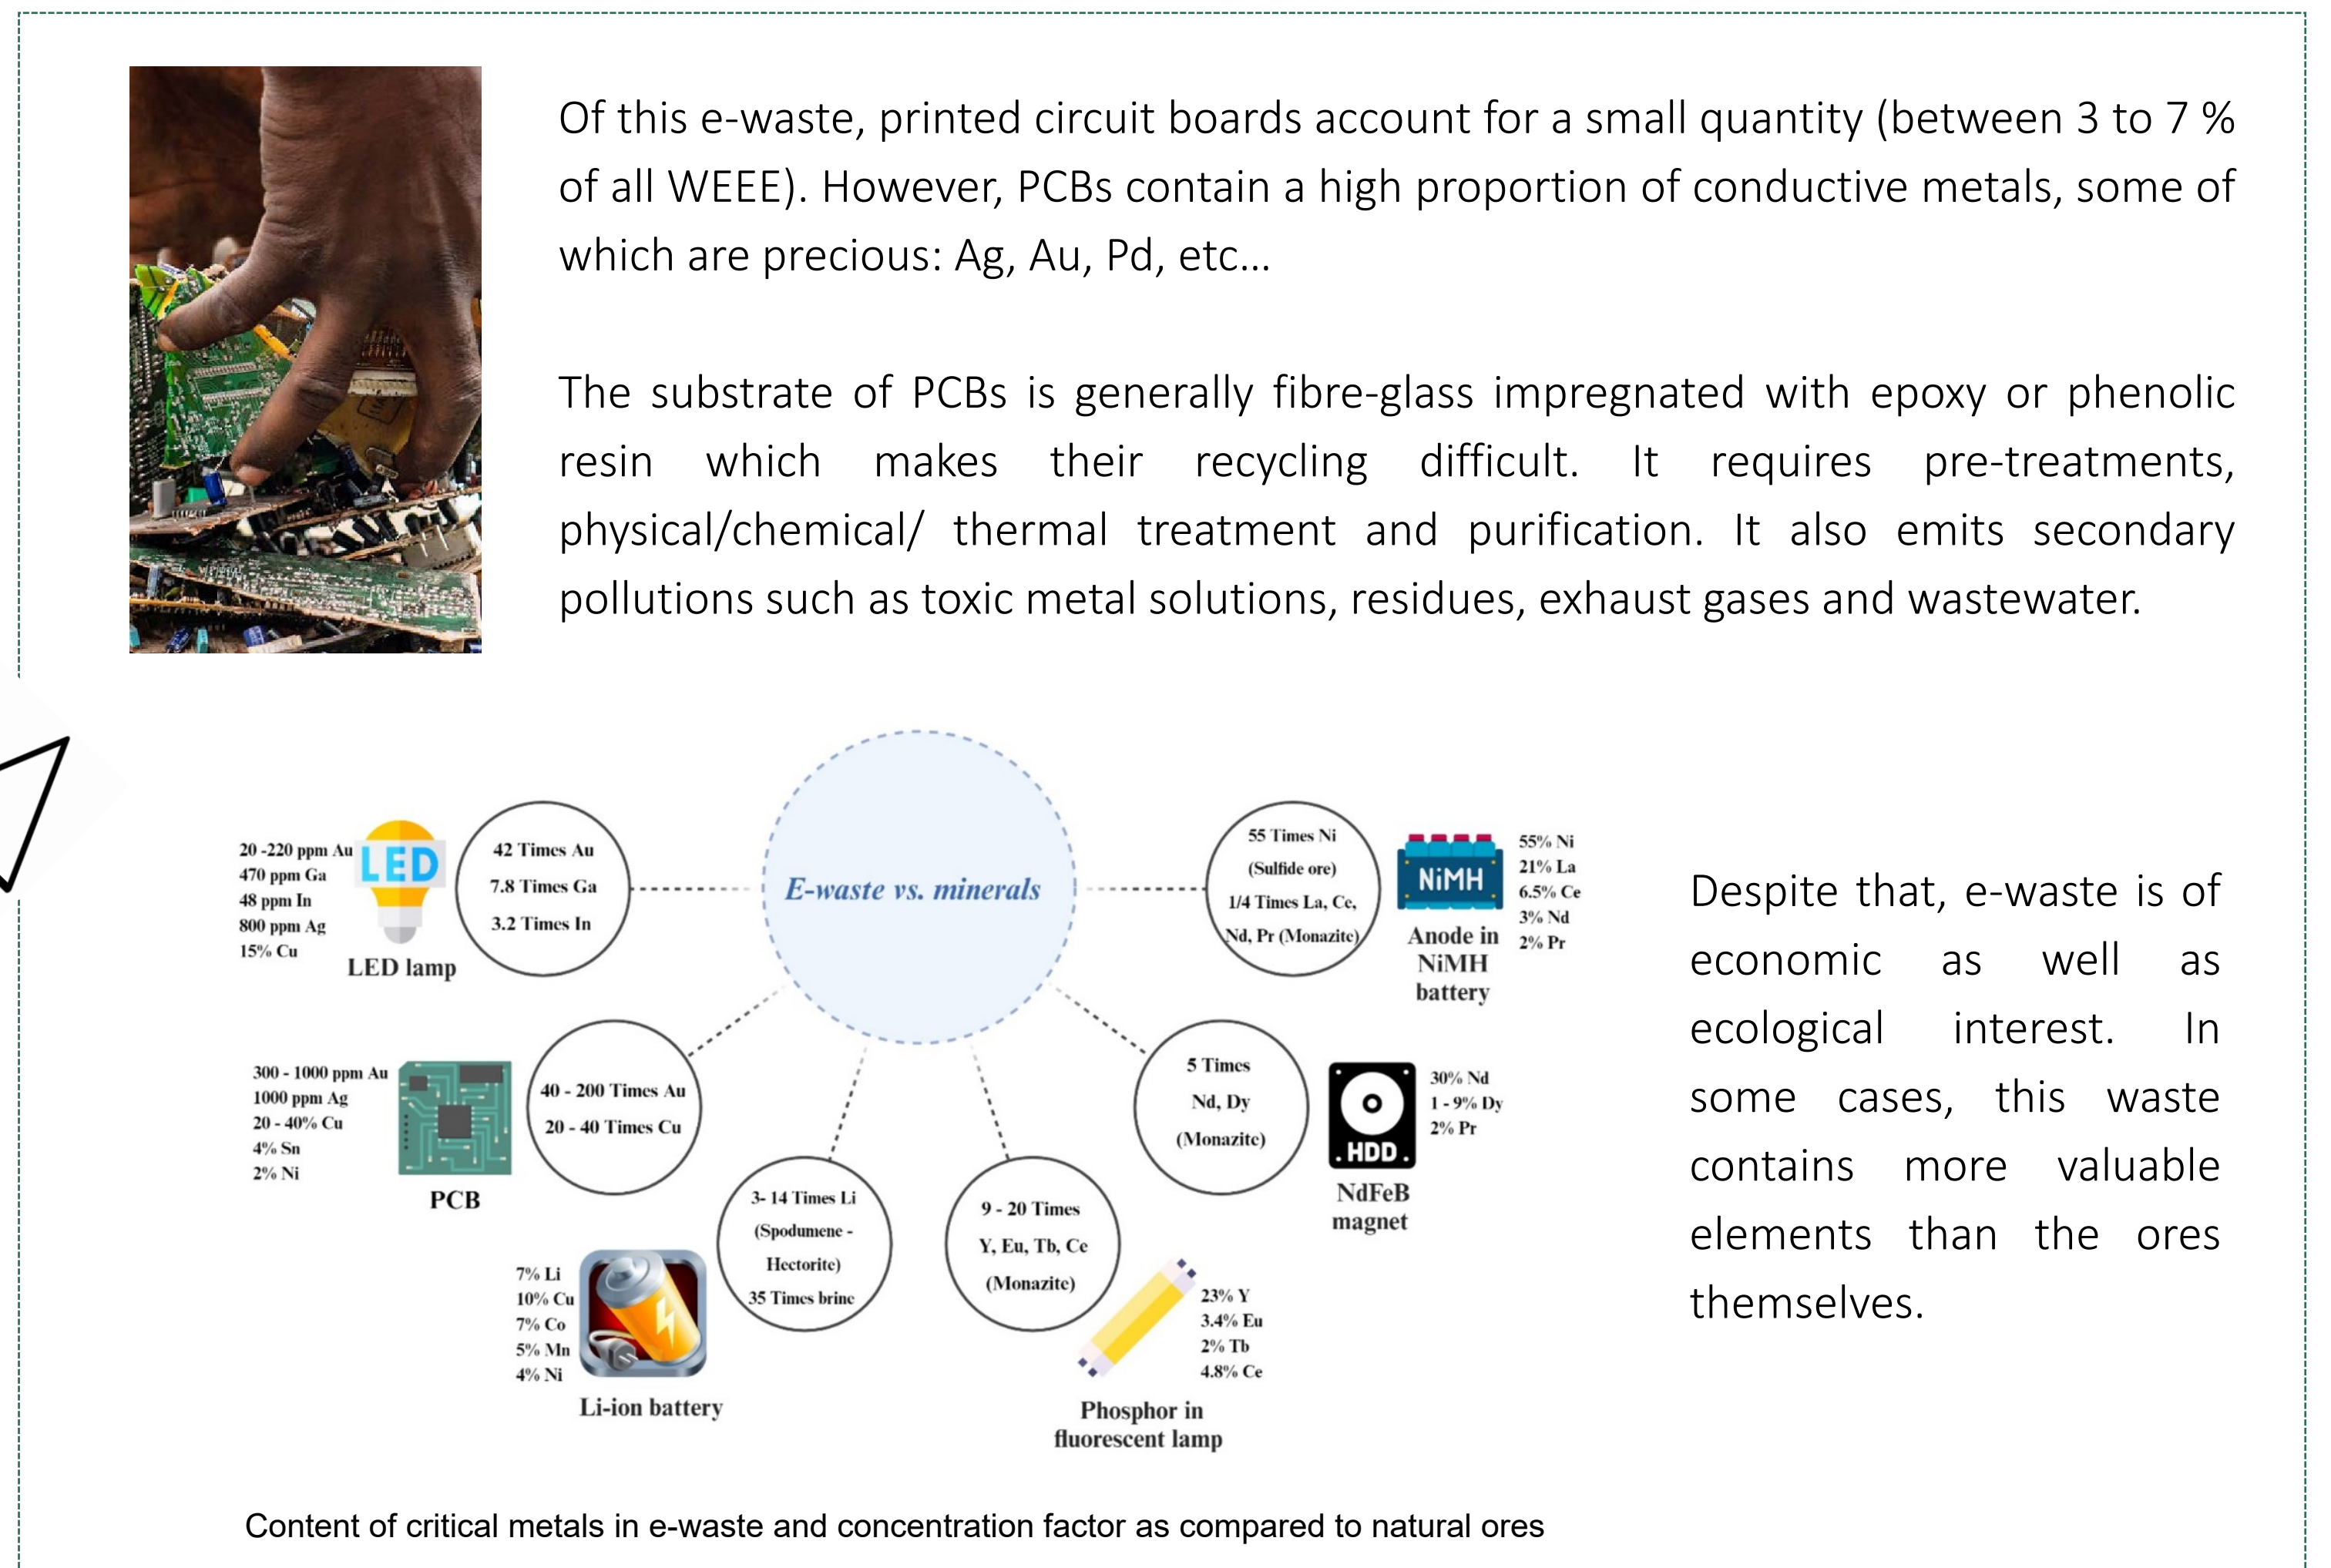 Of this e-waste, printed circuit boards account for a small quantity (between 3 to 7 %
of all WEEE). However, PCBs contain a high proportion of conductive metals, some of
which are precious: Ag, Au, Pd, etc...
The substrate of PCBs is generally fibre-glass impregnated with epoxy or phenolic
resin which makes their recycling difficult. It requires pre-treatments,
physical/chemical/ thermal treatment and purification. It also emits secondary
pollutions such as toxic metal solutions, residues, exhaust gases and wastewater.
E-waste vs. minerals
20 -220 ppm Au
470 ppm Ga
48 ppm In
800 ppm Ag
15% Cu
LED
LED lamp
42 Times Au
7.8 Times Ga
3.2 Times In
55 Times Ni
(Sulfide ore)
1/4 Times La, Ce,
Nd, Pr (Monazite)
NiMH
Anode in
NiMH
battery
55% Ni
21% La
6.5% Ce
3% Nd
2% Pr
300 - 1000 ppm Au
1000 ppm Ag
20 - 40% Cu
4% Sn
2% Ni
PCB
40 - 200 Times Au
20 - 40 Times Cu
5 Times
Nd, Dy
(Monazite)
HDD
NdFeB
magnet
30% Nd
1 - 9% Dy
2% Pr
7% Li
10% Cu
7% Co
5% Mn
4% Ni
Li-ion battery
3- 14 Times Li
(Spodumene -
Hectorite)
35 Times brine
9 - 20 Times
Y, Eu, Tb, Ce
(Monazite)
Phosphor in
fluorescent lamp
23% Y
3.4% Eu
2% Tb
4.8% Ce
Despite that, e-waste is of
economic as well as
ecological interest. In
some cases, this waste
contains more valuable
elements than the ores
themselves.
Content of critical metals in e-waste and concentration factor as compared to natural ores